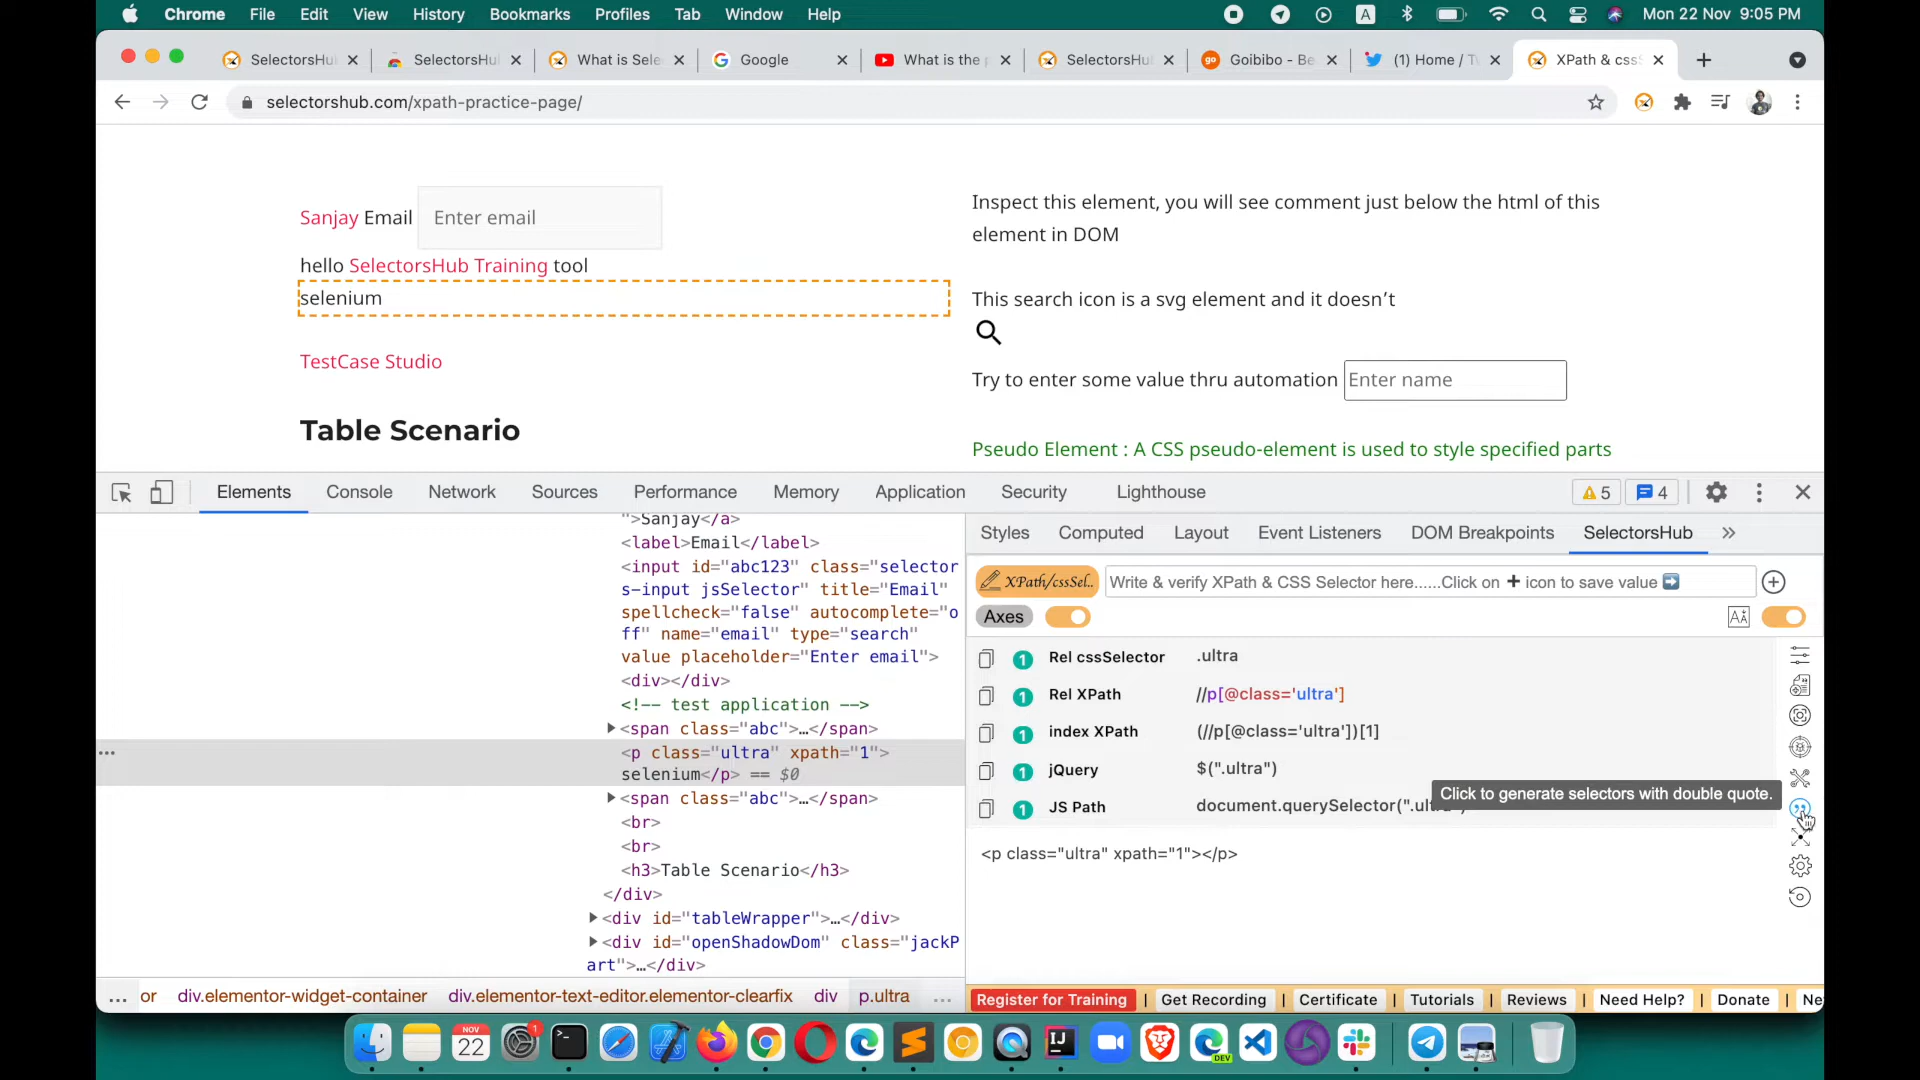 Chrome File Edit View History Bookmarks Profiles Tab Window Help A Mon 22 Nov 9:05 PM
SelectorsHu SelectorsHu What is Sele Google What is the SelectorsHu Goibibo - Be (1) Home / Tw XPath & css
selectorshub.com/xpath-practice-page/
Sanjay Email Enter email
hello SelectorsHub Training tool
selenium
TestCase Studio
Table Scenario
Inspect this element, you will see comment just below the html of this
element in DOM
This search icon is a svg element and it doesn’t
Try to enter some value thru automation Enter name
Pseudo Element : A CSS pseudo-element is used to style specified parts
Elements Console Network Sources Performance Memory Application Security Lighthouse 5 4
">Sanjay</a>
<label>Email</label>
<input id="abc123" class="selector
s-input jsSelector" title="Email"
spellcheck="false" autocomplete="o
ff" name="email" type="search"
value placeholder="Enter email">
<div></div>
<!-- test application -->
<span class="abc">…</span>
<p class="ultra" xpath="1">
selenium</p> == $0
<span class="abc">…</span>
<br>
<br>
<h3>Table Scenario</h3>
</div>
<div id="tableWrapper">…</div>
<div id="openShadowDom" class="jackP
art">…</div>
... or div.elementor-widget-container div.elementor-text-editor.elementor-clearfix div p.ultra ...
Styles Computed Layout Event Listeners DOM Breakpoints SelectorsHub »
XPath/cssSel.. Write & verify XPath & CSS Selector here......Click on + icon to save value
Axes
1 Rel cssSelector .ultra
1 Rel XPath //p[@class='ultra']
1 index XPath (//p[@class='ultra'])[1]
1 jQuery $(".ultra")
1 JS Path document.querySelector(".ult
Click to generate selectors with double quote.
<p class="ultra" xpath="1"></p>
Register for Training | Get Recording | Certificate | Tutorials | Reviews | Need Help? | Donate | Ne
NOV
22
1
IJ
DEV